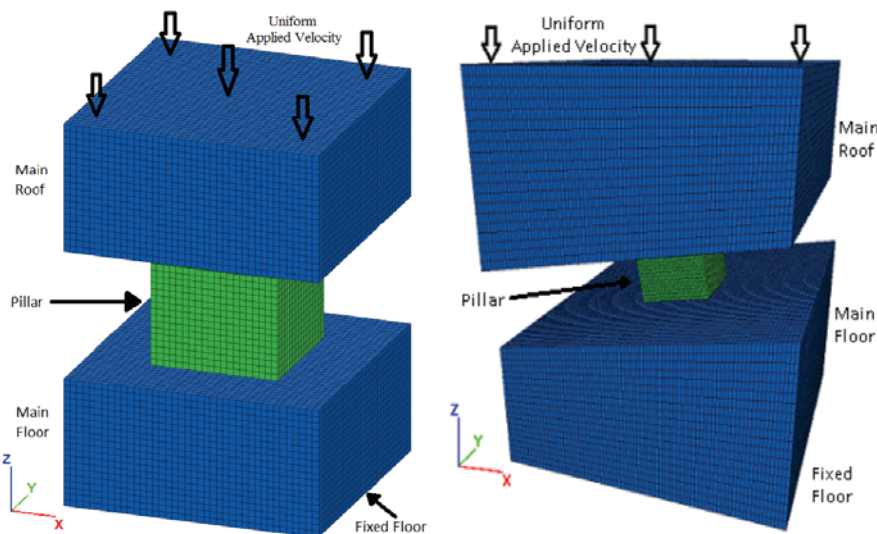 Uniform
Applied Velocity
Main
Roof
Pillar
Main
Floor
Z
Y
X
Fixed Floor
Uniform
Applied Velocity
Main
Roof
Pillar
Main
Floor
Z
Y
X
Fixed
Floor